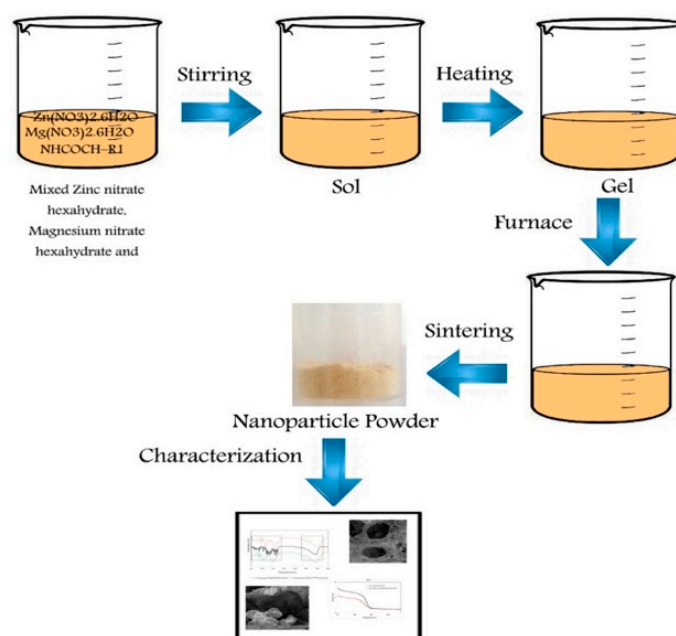 Stirring
Heating
Zn(NO3)2.6H2O
Mg(NO3)2.6H2O
NHCOCH-R1
Mixed Zinc nitrate
hexahydrate,
Magnesium nitrate
hexahydrate and
Sol
Gel
Furnace
Sintering
Nanoparticle Powder
Characterization